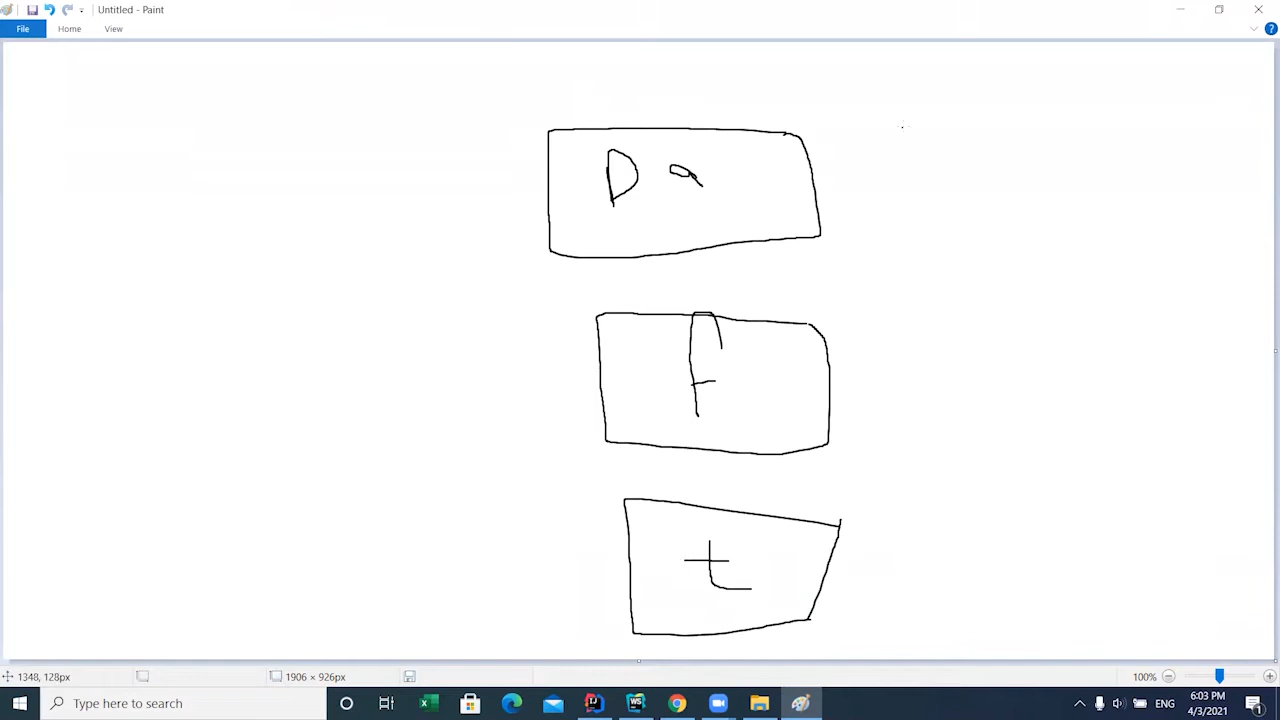 Untitled - Paint
File Home View
Da
F
t
1348, 128px
1906 × 926px
100%
Type here to search
ENG
6:03 PM
4/3/2021